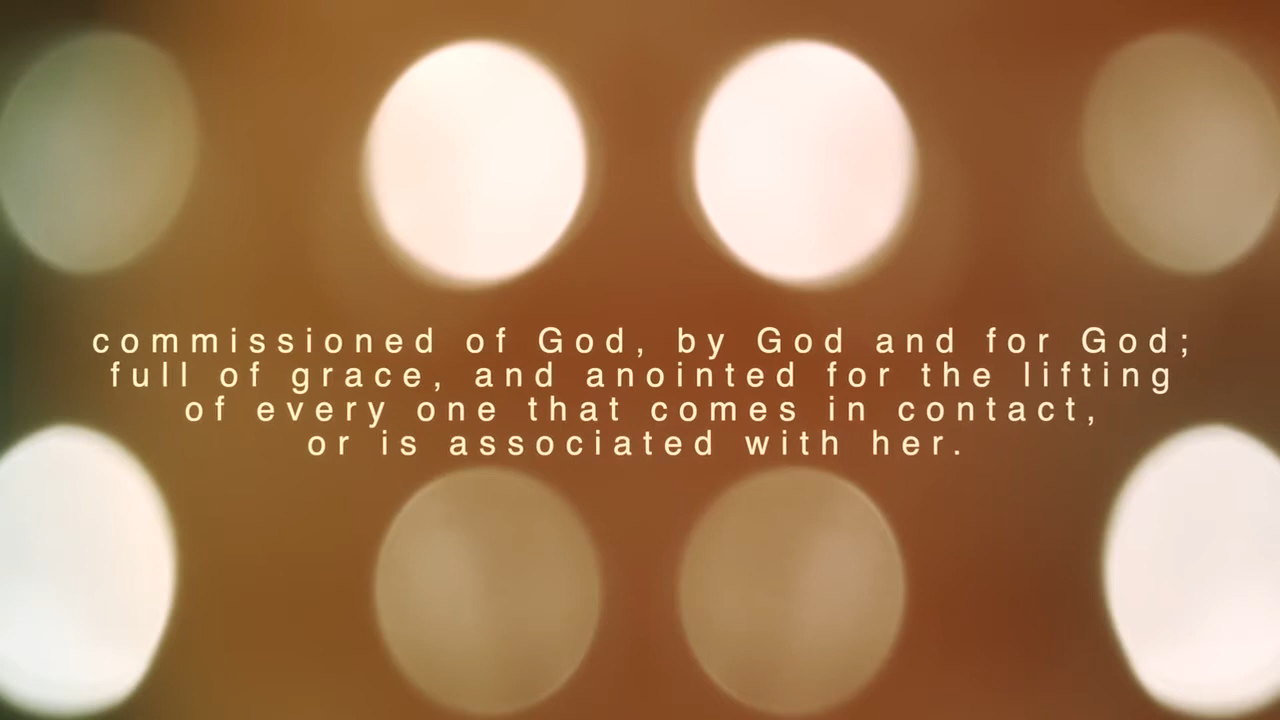 commissioned of God, by God and for God;
full of grace, and anointed for the lifting
of every one that comes in contact,
or is associated with her.